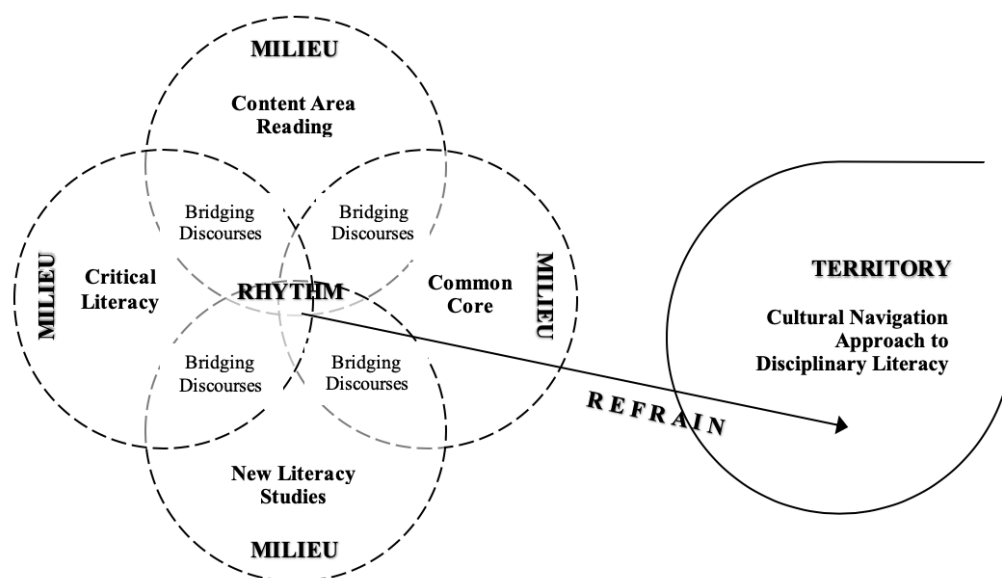 MILIEU
Content Area
Reading
Bridging
Discourses
Bridging
Discourses
MILIEU
Critical
Literacy
RHYTHM
Common
Core
MILIEU
Bridging
Discourses
Bridging
Discourses
New Literacy
Studies
MILIEU
REFRAIN
TERRITORY
Cultural Navigation
Approach to
Disciplinary Literacy